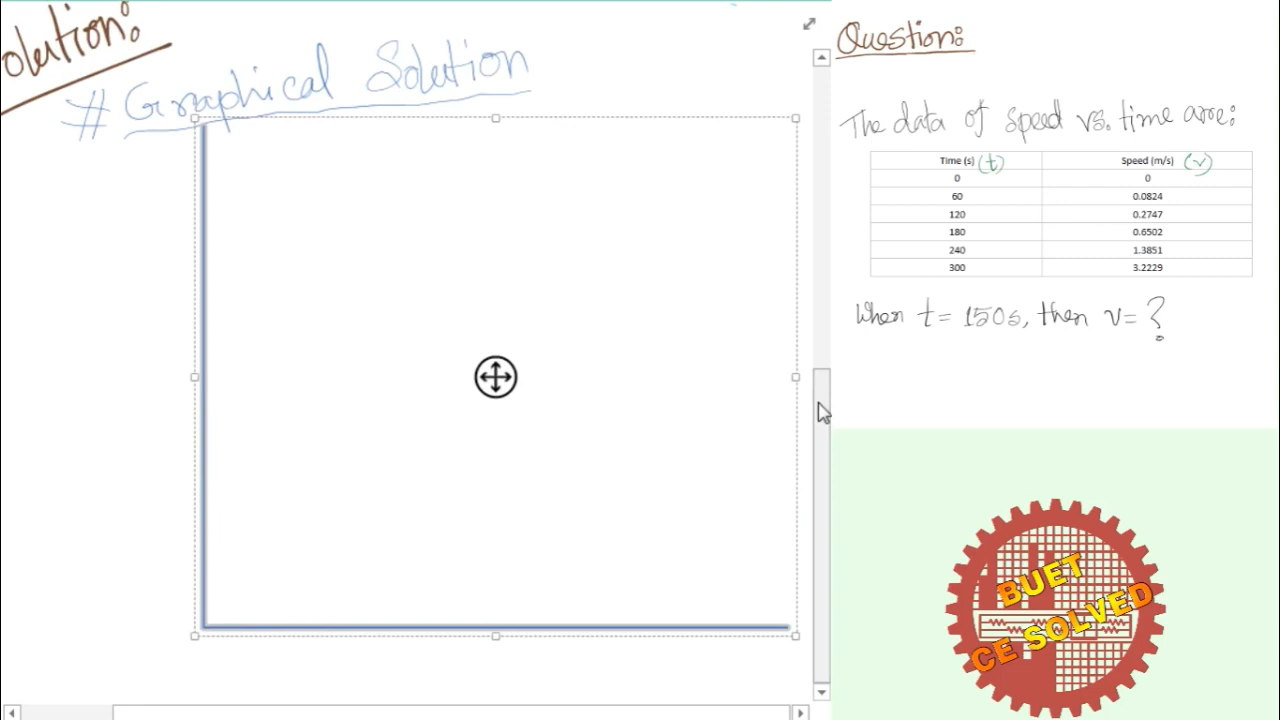 olution:
# Graphical Solution
Question:
The data of speed vs. time are:
Time (s) (t) Speed (m/s) (v)
0 0
60 0.0824
120 0.2747
180 0.6502
240 1.3851
300 3.2229
When t = 150s, then v = ?
BUET
CE SOLVED